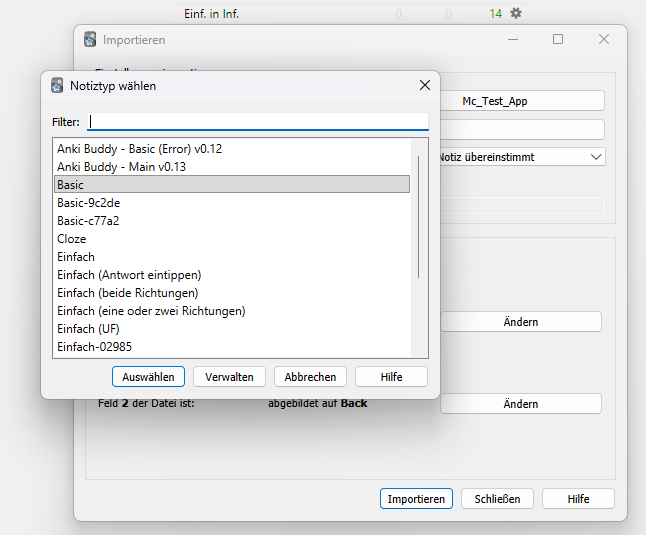 Einf. in Inf. 0 0 14
Importieren
Notiztyp wählen
Mc_Test_App
Filter:
Notiz übereinstimmt
Anki Buddy - Basic (Error) v0.12
Anki Buddy - Main v0.13
Basic
Basic-9c2de
Basic-c77a2
Cloze
Einfach
Einfach (Antwort eintippen)
Einfach (beide Richtungen)
Einfach (eine oder zwei Richtungen)
Ändern
Einfach (UF)
Einfach-02985
Auswählen Verwalten Abbrechen Hilfe
Feld 2 der Datei ist: abgebildet auf Back Ändern
Importieren Schließen Hilfe